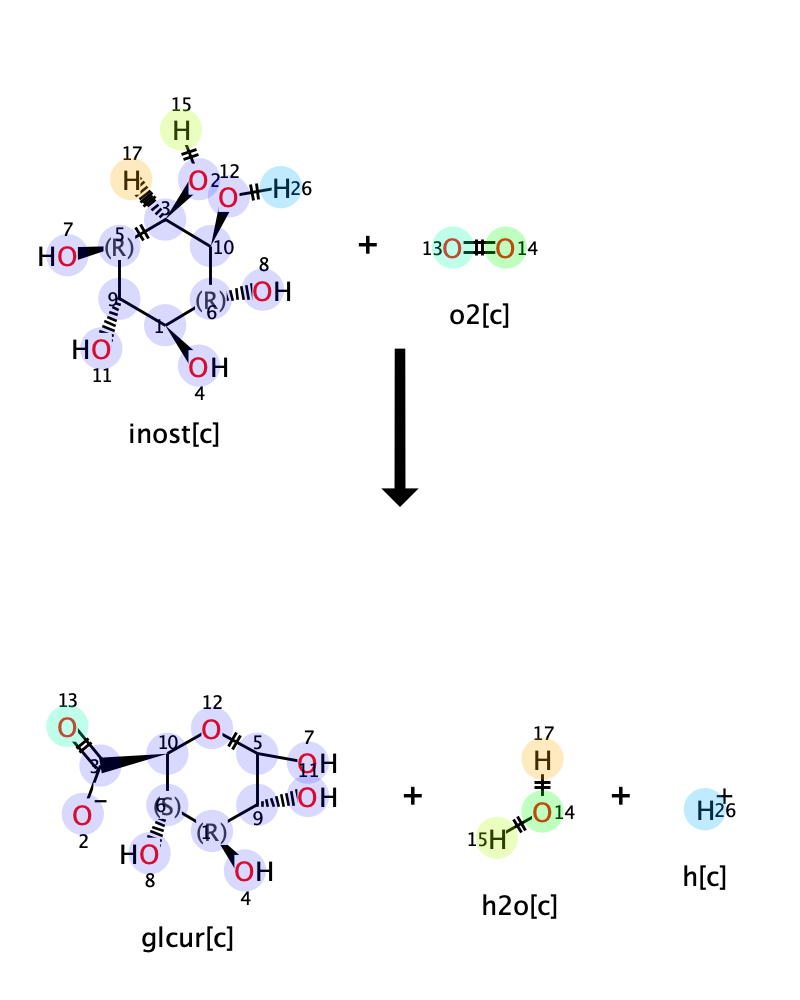 15
H
17
H
O 2
12
O
H 26
3
7
HO
5
(R)
10
8
OH
9
(R)
6
1
HO
11
OH
4
inost[c]
+
13 O
O 14
o2[c]
13
O
12
O
10
5
7
OH
3
11
OH
O
−
2
6
(S)
1
(R)
9
HO
8
OH
4
glcur[c]
+
17
H
O 14
15 H
h2o[c]
+
H
+
26
h[c]